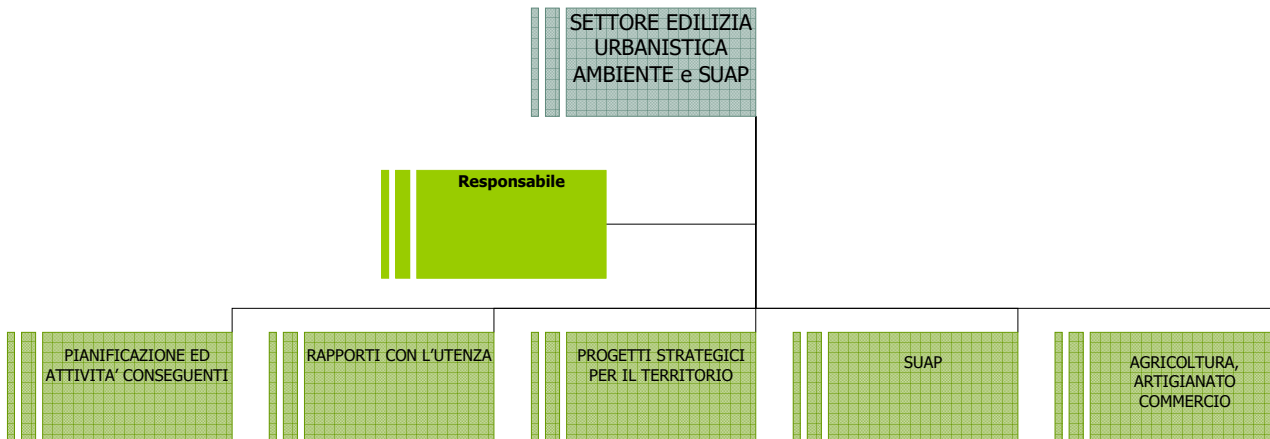 SETTORE EDILIZIA
URBANISTICA
AMBIENTE e SUAP
Responsabile
PIANIFICAZIONE ED
ATTIVITA’ CONSEGUENTI
RAPPORTI CON L’UTENZA
PROGETTI STRATEGICI
PER IL TERRITORIO
SUAP
AGRICOLTURA,
ARTIGIANATO
COMMERCIO